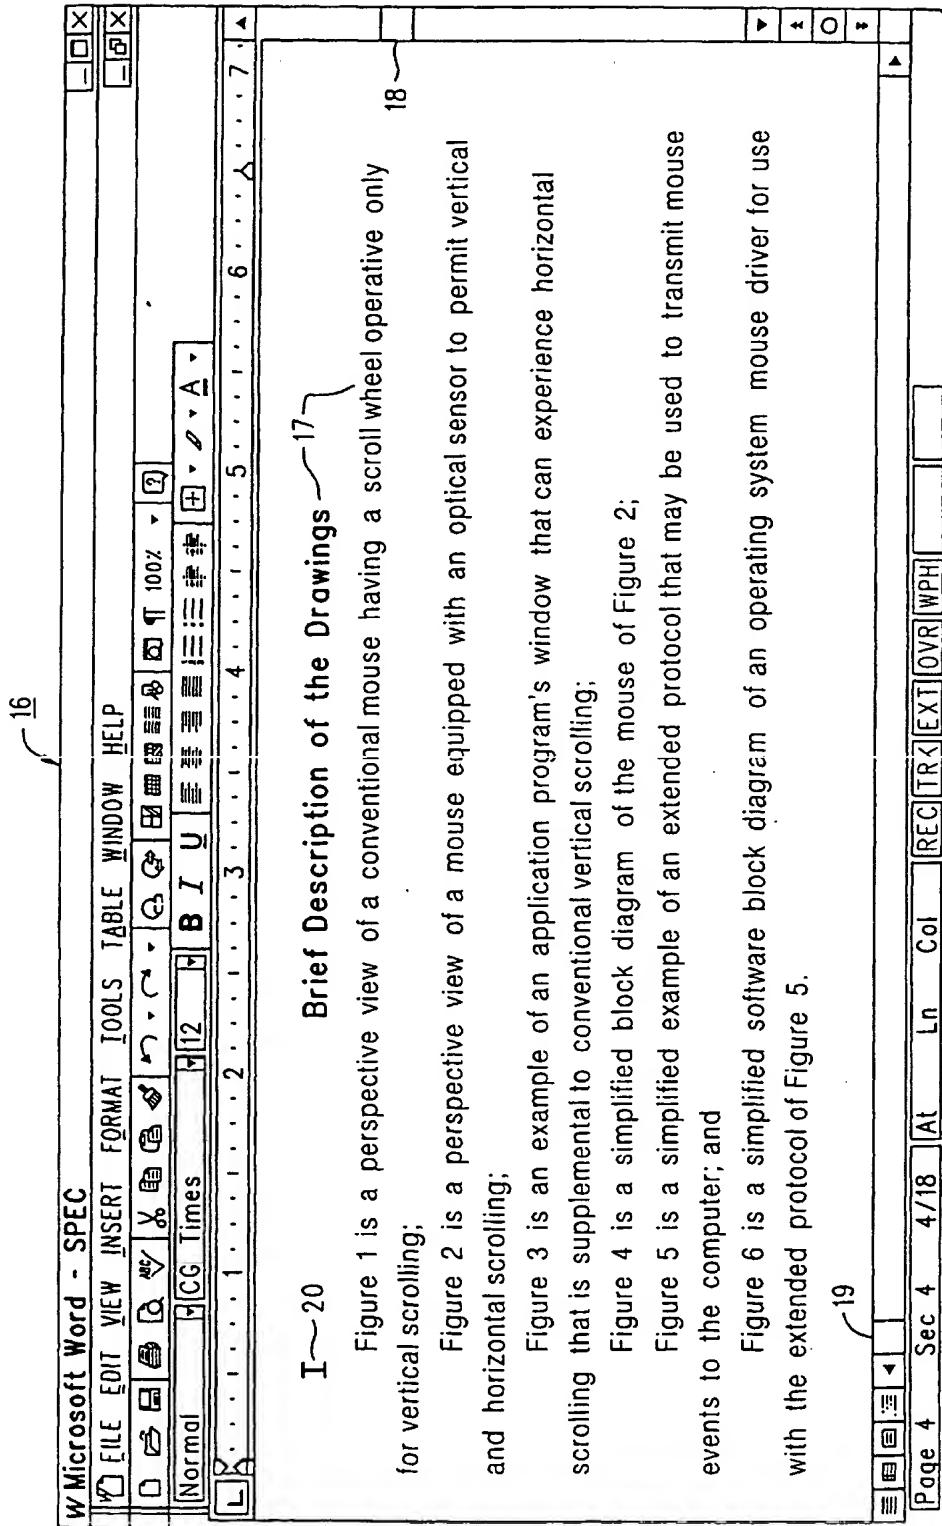 16
W Microsoft Word - SPEC
FILE EDIT VIEW INSERT FORMAT TOOLS TABLE WINDOW HELP
ABC ¶ 100% ?
Normal CG Times 12 B I U A
L 1 2 3 4 5 6 7
I 20
Brief Description of the Drawings 17
Figure 1 is a perspective view of a conventional mouse having a scroll wheel operative only
for vertical scrolling;
18
Figure 2 is a perspective view of a mouse equipped with an optical sensor to permit vertical
and horizontal scrolling;
Figure 3 is an example of an application program's window that can experience horizontal
scrolling that is supplemental to conventional vertical scrolling;
Figure 4 is a simplified block diagram of the mouse of Figure 2;
Figure 5 is a simplified example of an extended protocol that may be used to transmit mouse
events to the computer; and
Figure 6 is a simplified software block diagram of an operating system mouse driver for use
with the extended protocol of Figure 5.
19
Page 4 Sec 4 4/18 At Ln Col REC TRK EXT OVR WPH